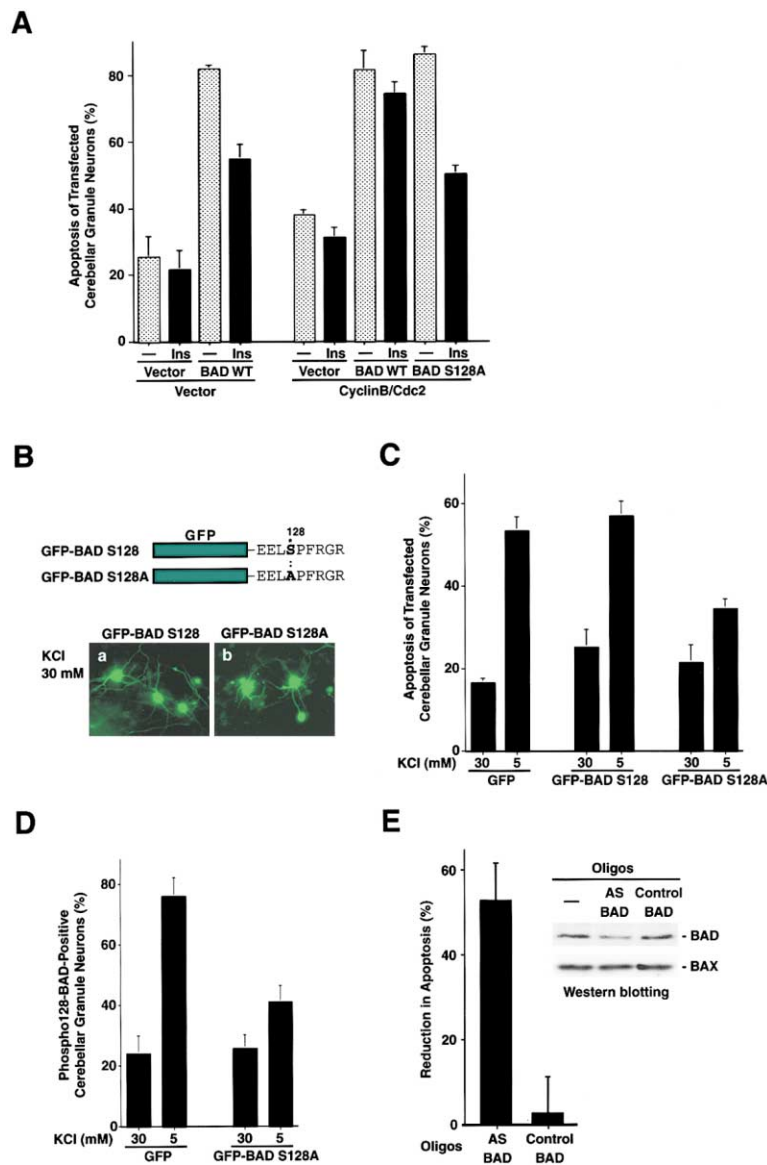 A
Apoptosis of Transfected
Cerebellar Granule Neurons (%)
80
60
40
20
0
— Ins — Ins — Ins — Ins — Ins
Vector BAD WT Vector BAD WT BAD S128A
Vector CyclinB/Cdc2
B
GFP
128
GFP-BAD S128 -EELSPFRGR
GFP-BAD S128A -EELAPFRGR
GFP-BAD S128 GFP-BAD S128A
KCl
30 mM
a b
C
Apoptosis of Transfected
Cerebellar Granule Neurons (%)
60
40
20
0
KCl (mM) 30 5 30 5 30 5
GFP GFP-BAD S128 GFP-BAD S128A
D
Phospho128-BAD-Positive
Cerebellar Granule Neurons (%)
80
60
40
20
KCl (mM) 30 5 30 5
GFP GFP-BAD S128A
E
Reduction in Apoptosis (%)
60
40
20
0
Oligos
— AS Control
BAD BAD
- BAD
- BAX
Western blotting
Oligos AS Control
BAD BAD